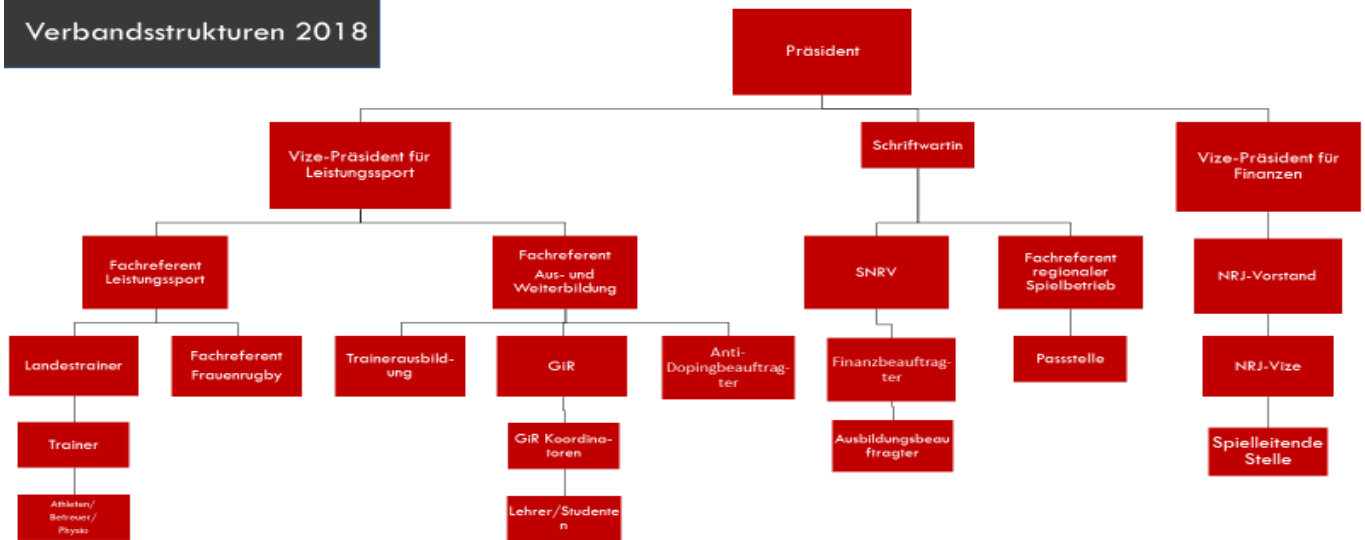 Verbandsstrukturen 2018
Präsident
Vize-Präsident für
Leistungssport
Schriftwartin
Vize-Präsident für
Finanzen
Fachreferent
Leistungssport
Fachreferent
Aus- und
Weiterbildung
SNRV
Fachreferent
regionaler
Spielbetrieb
NRJ-Vorstand
Landestrainer
Fachreferent
Frauenrugby
Trainerausbild-
ung
GiR
Anti-
Dopingbeauftrag-
ter
Finanzbeauftrag-
ter
Passstelle
NRJ-Vize
Trainer
GiR Koordina-
toren
Ausbildungsbeau
ftragter
Spielleitende
Stelle
Athleten/
Betreuer/
Physio
Lehrer/Studente
n